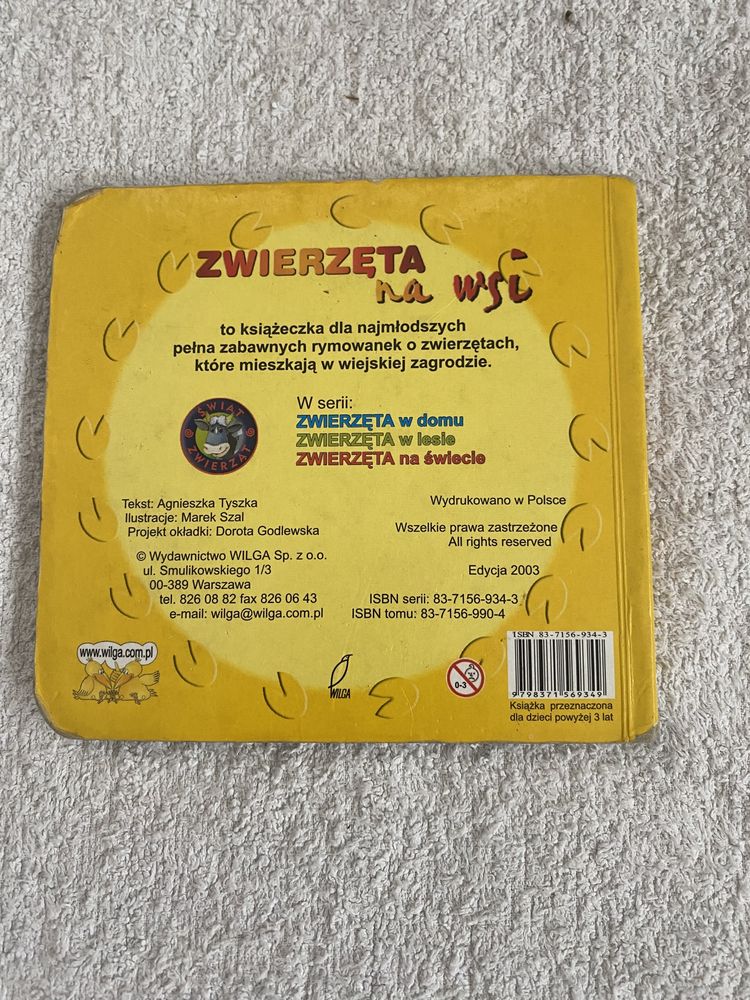 ZWIERZĘTA
na wsi
to książeczka dla najmłodszych
pełna zabawnych rymowanek o zwierzętach,
które mieszkają w wiejskiej zagrodzie.
W serii:
ZWIERZĘTA w domu
ZWIERZĘTA w lesie
ZWIERZĘTA na świecie
ŚWIAT
ZWIERZĄT
Tekst: Agnieszka Tyszka
Ilustracje: Marek Szal
Projekt okładki: Dorota Godlewska
© Wydawnictwo WILGA Sp. z o.o.
ul. Smulikowskiego 1/3
00-389 Warszawa
tel. 826 08 82 fax 826 06 43
e-mail: wilga@wilga.com.pl
Wydrukowano w Polsce
Wszelkie prawa zastrzeżone
All rights reserved
Edycja 2003
ISBN serii: 83-7156-934-3
ISBN tomu: 83-7156-990-4
www.wilga.com.pl
WILGA
0-3
ISBN 83-7156-934-3
9 788371 569349
Książka przeznaczona
dla dzieci powyżej 3 lat